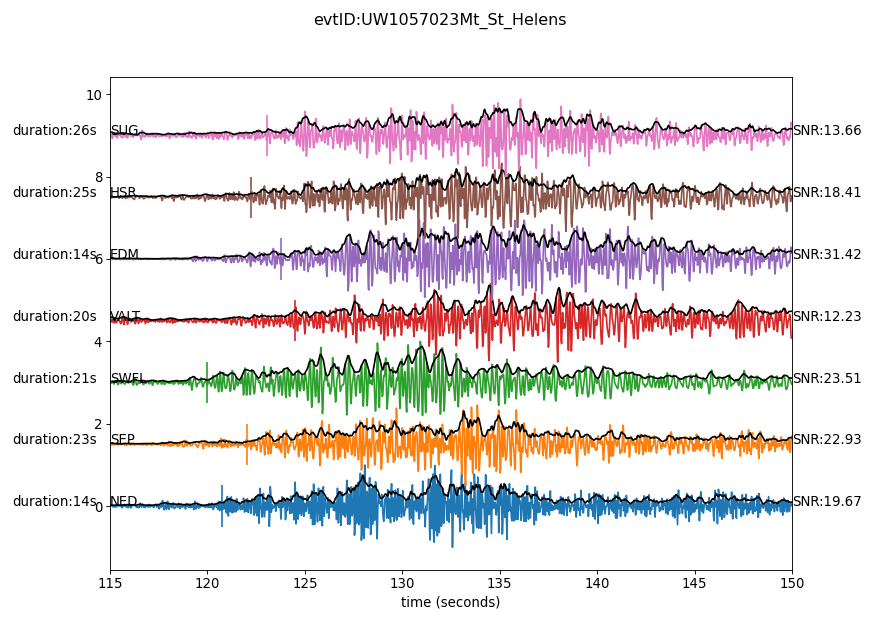 evtID:UW1057023Mt_St_Helens
10
duration:26s SUG SNR:13.66
8
duration:25s HSR SNR:18.41
duration:14s EDM SNR:31.42
6
duration:20s VALT SNR:12.23
4
duration:21s SWFL SNR:23.51
2
duration:23s SEP SNR:22.93
duration:14s NED SNR:19.67
0
115 120 125 130 135 140 145 150
time (seconds)